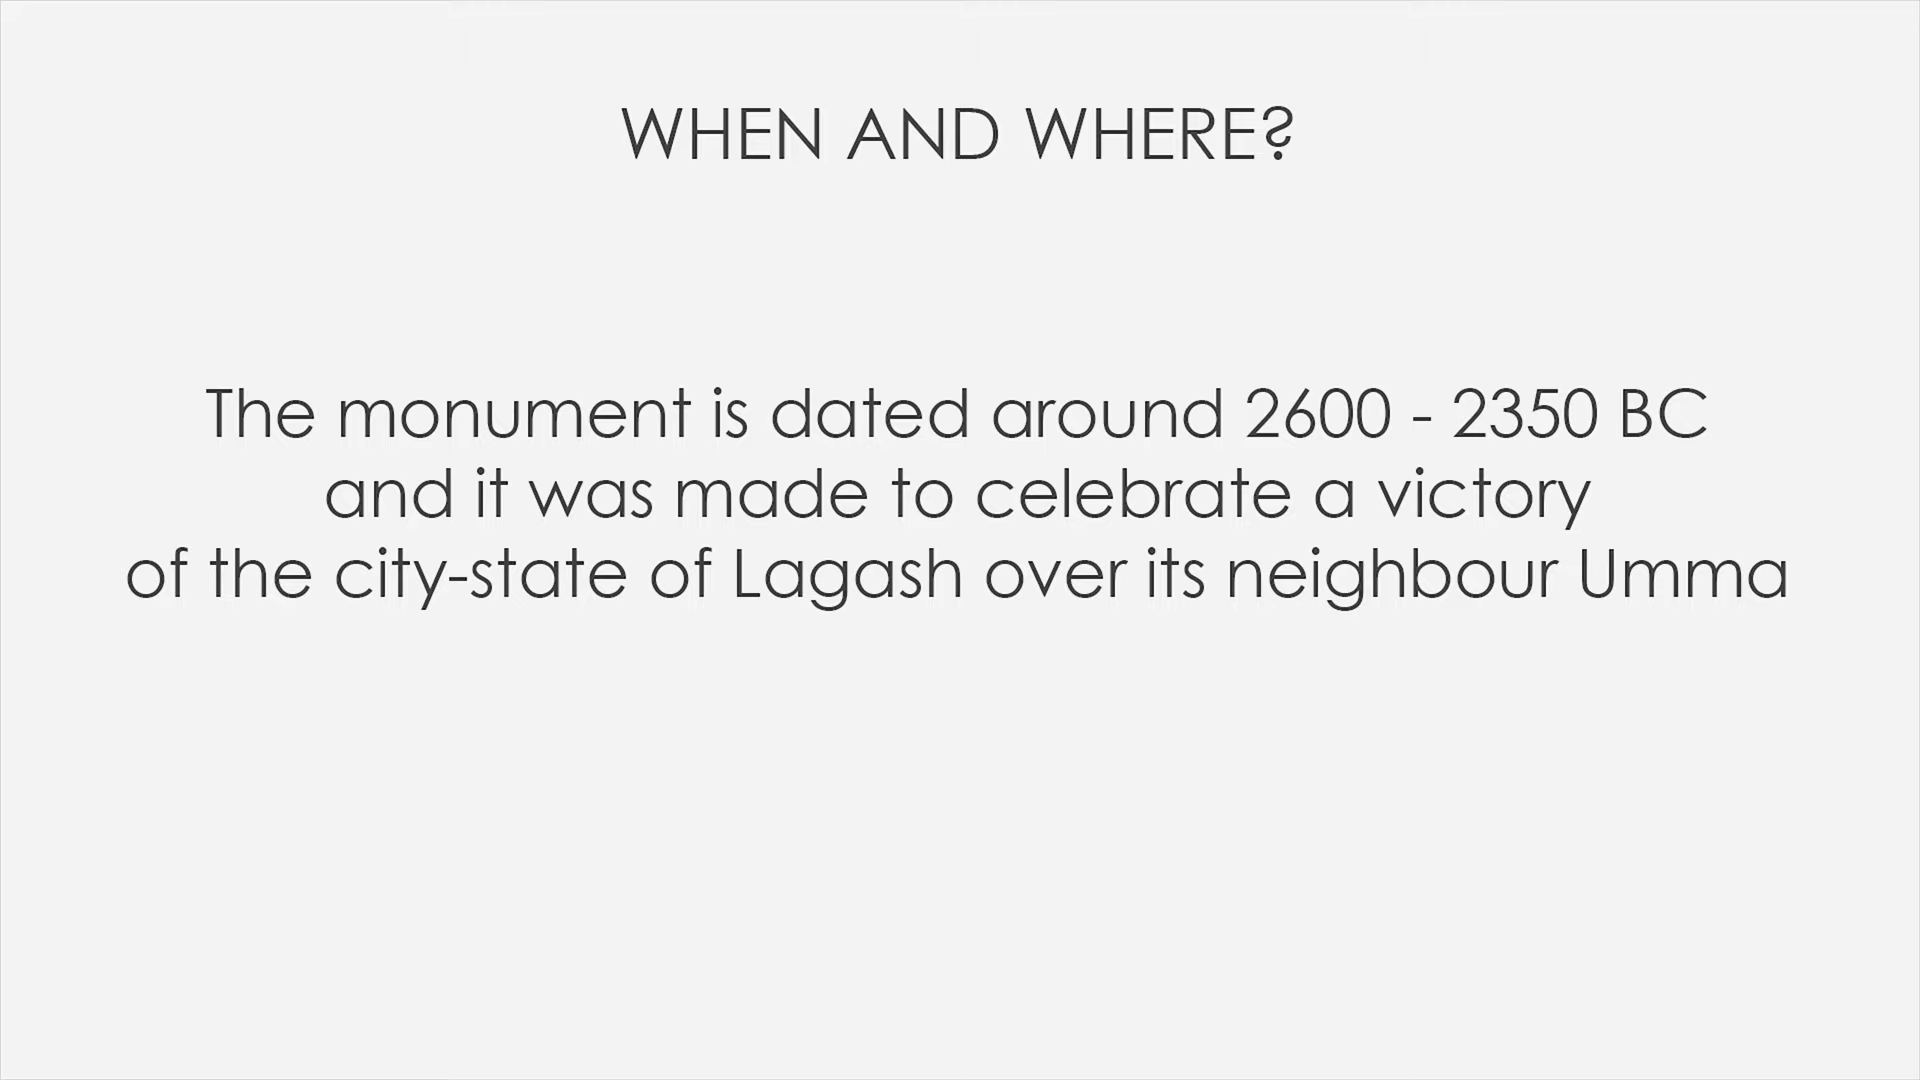 WHEN AND WHERE?
The monument is dated around 2600 - 2350 BC
and it was made to celebrate a victory
of the city-state of Lagash over its neighbour Umma